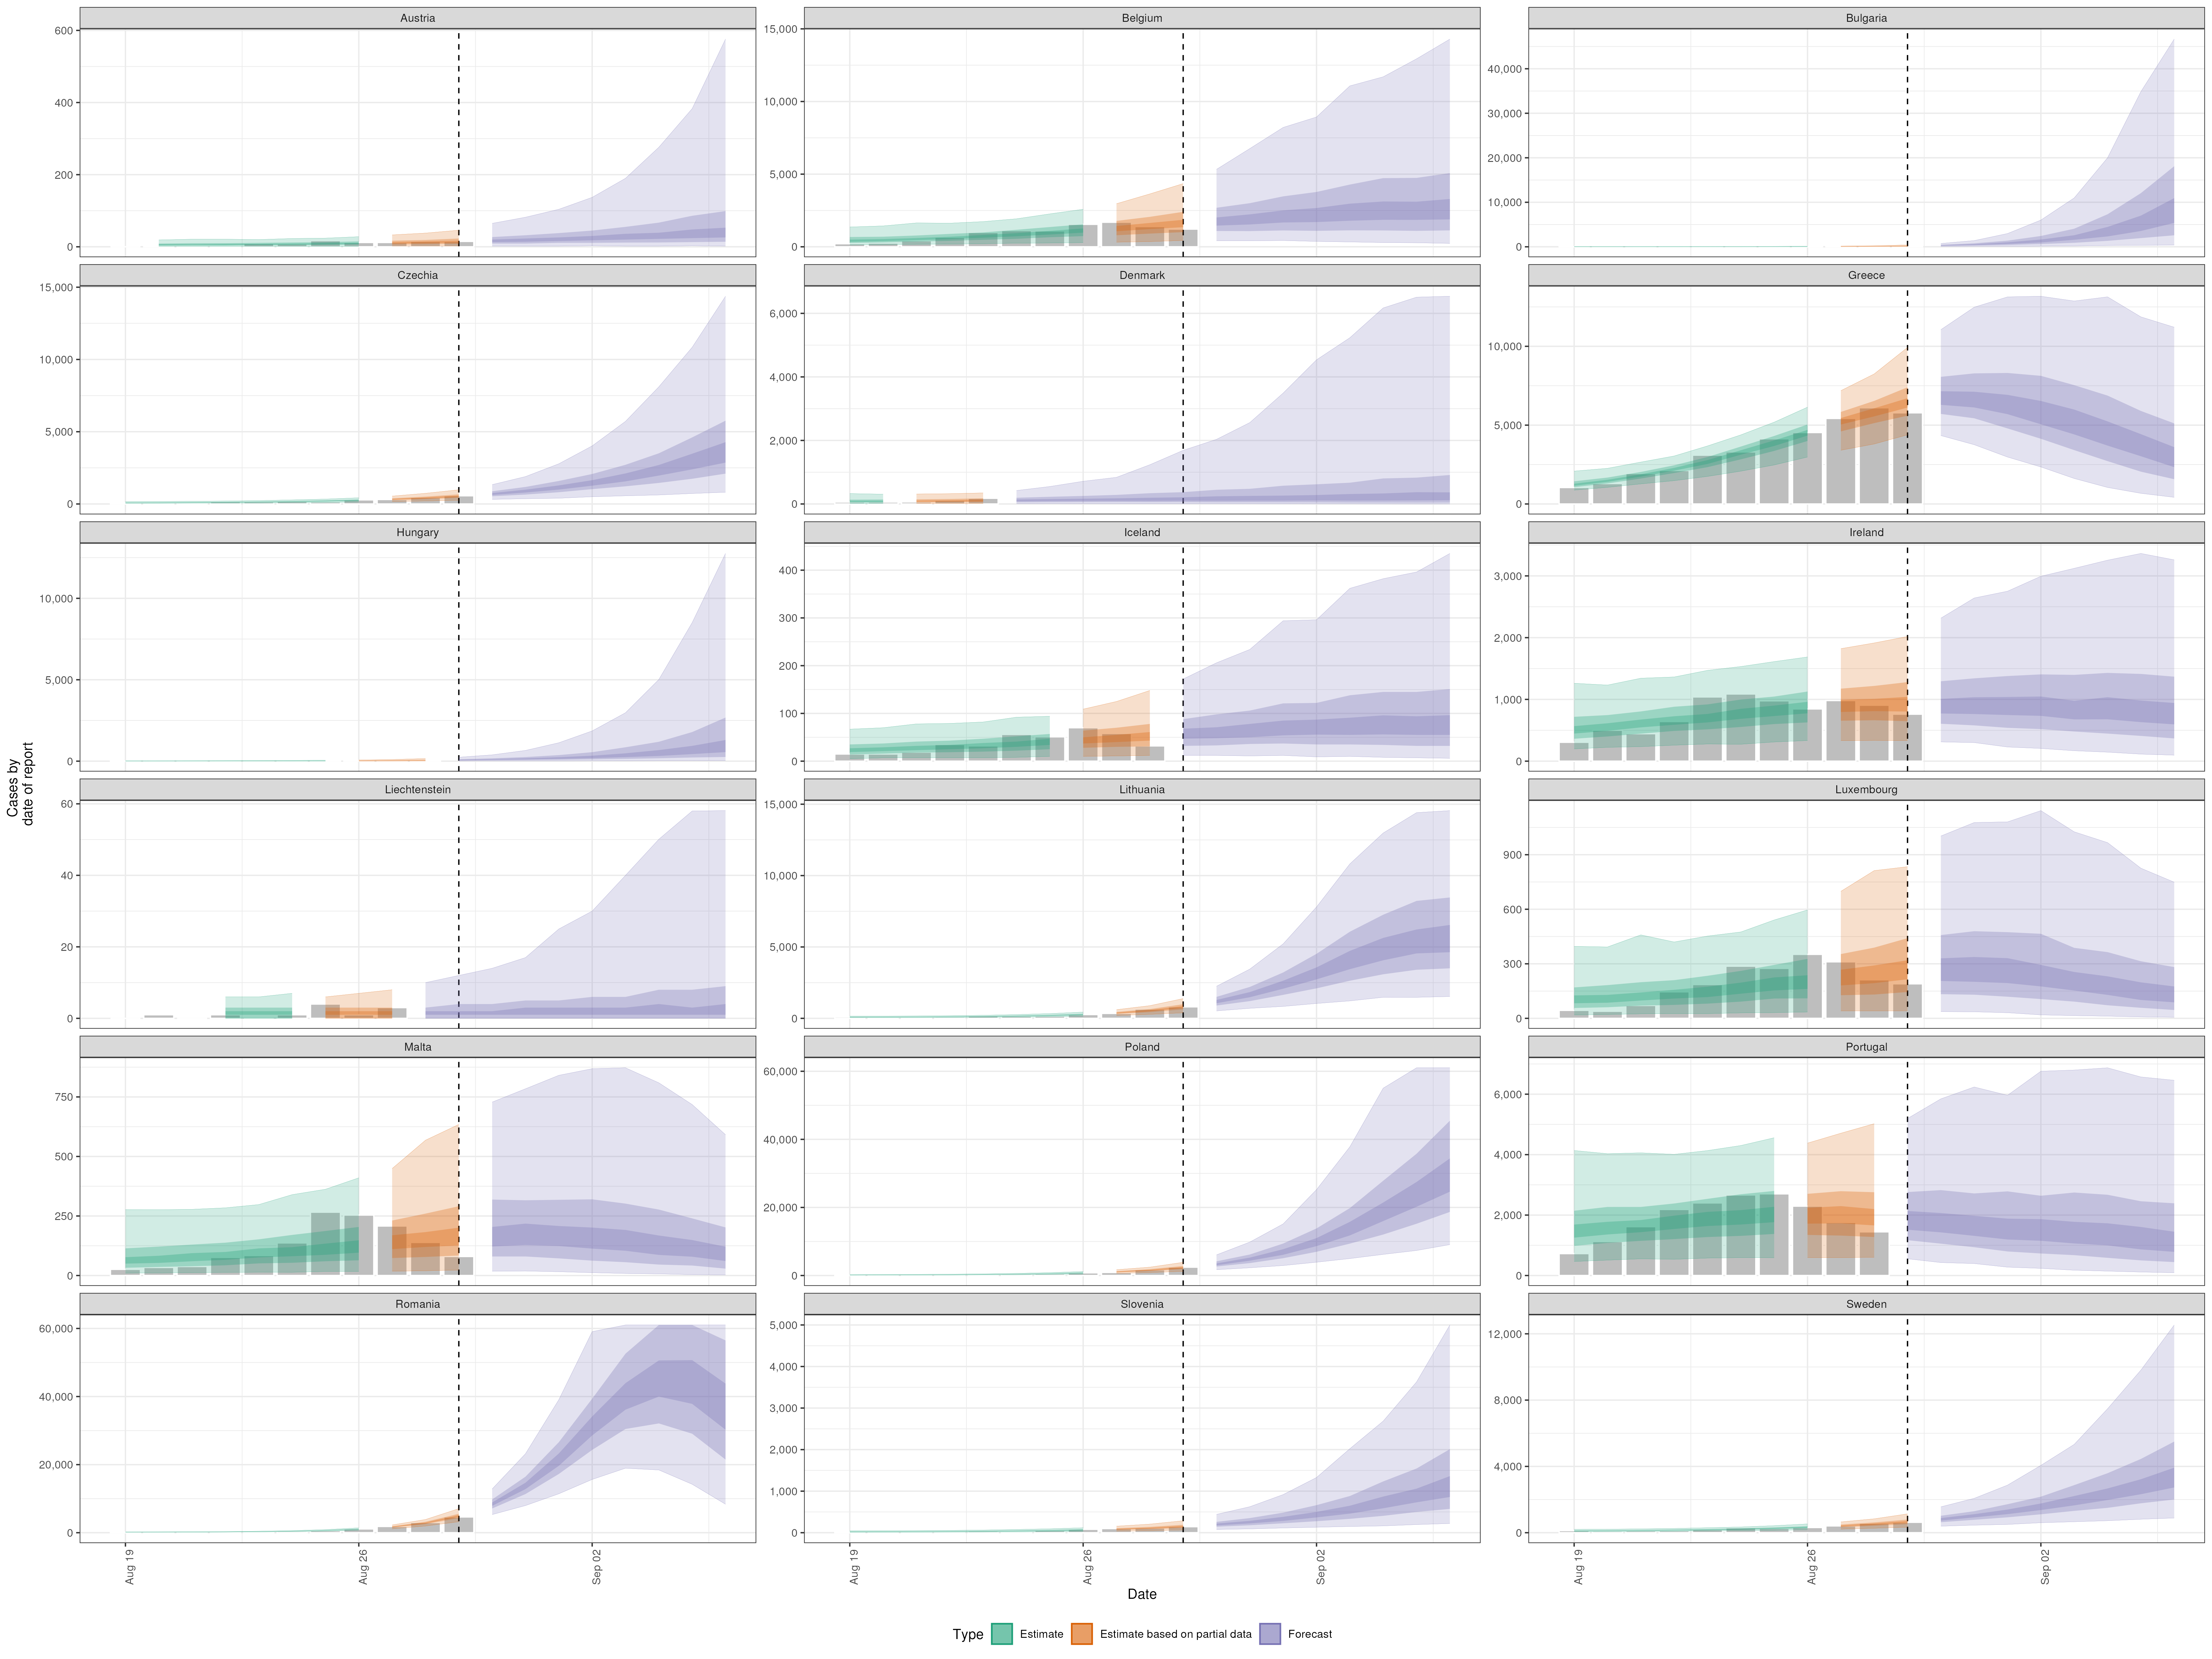 Austria
Belgium
Bulgaria
600
400
200
0
15,000
10,000
5,000
0
40,000
30,000
20,000
10,000
0
Czechia
Denmark
Greece
15,000
10,000
5,000
0
6,000
4,000
2,000
0
10,000
5,000
0
Hungary
Iceland
Ireland
10,000
5,000
0
400
300
200
100
0
3,000
2,000
1,000
0
Cases by
date of report
Liechtenstein
Lithuania
Luxembourg
60
40
20
0
15,000
10,000
5,000
0
900
600
300
0
Malta
Poland
Portugal
750
500
250
0
60,000
40,000
20,000
0
6,000
4,000
2,000
0
Romania
Slovenia
Sweden
60,000
40,000
20,000
0
5,000
4,000
3,000
2,000
1,000
0
12,000
8,000
4,000
0
Aug 19
Aug 26
Sep 02
Aug 19
Aug 26
Sep 02
Aug 19
Aug 26
Sep 02
Date
Type Estimate Estimate based on partial data Forecast